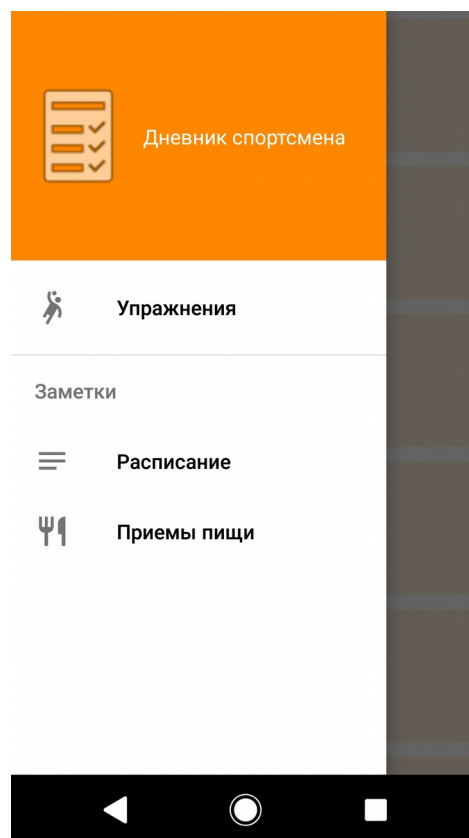 Дневник спортсмена
Упражнения
Заметки
Расписание
Приемы пищи